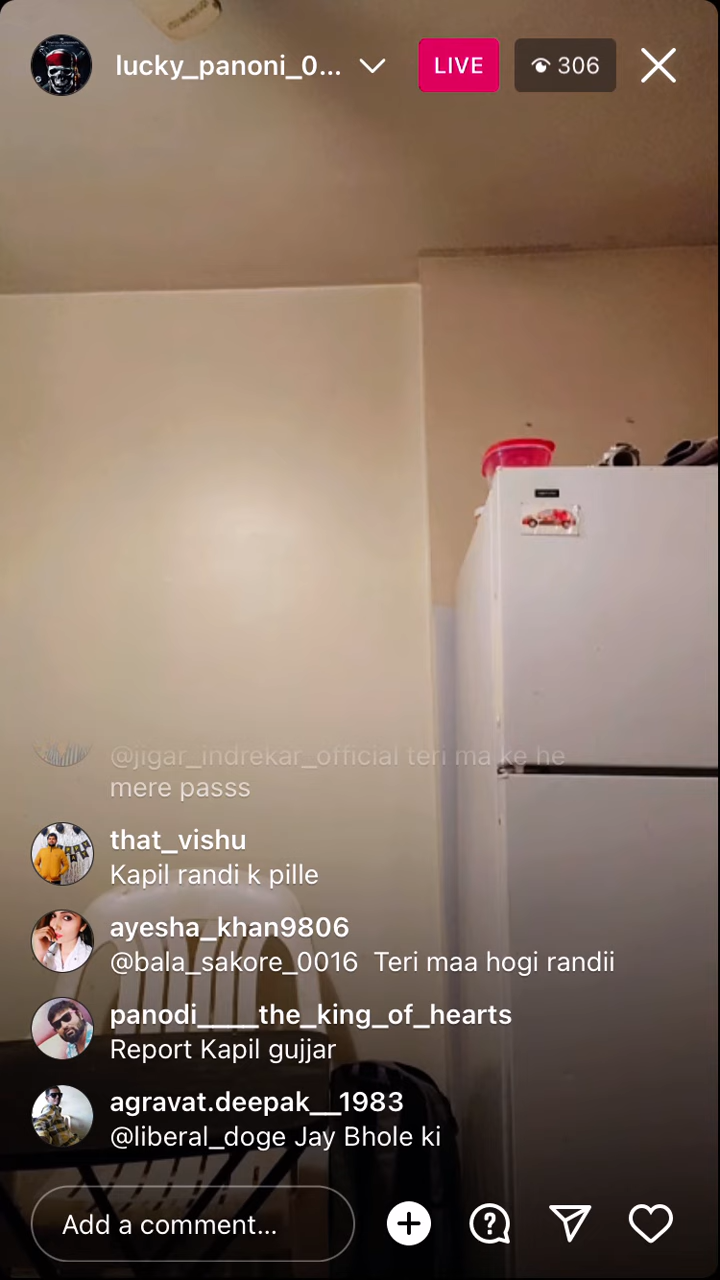 lucky_panoni_0...
LIVE
306
@jigar_indrekar_official teri ma ke he
mere passs
that_vishu
Kapil randi k pille
ayesha_khan9806
@bala_sakore_0016 Teri maa hogi randii
panodi____the_king_of_hearts
Report Kapil gujjar
agravat.deepak__1983
@liberal_doge Jay Bhole ki
Add a comment...